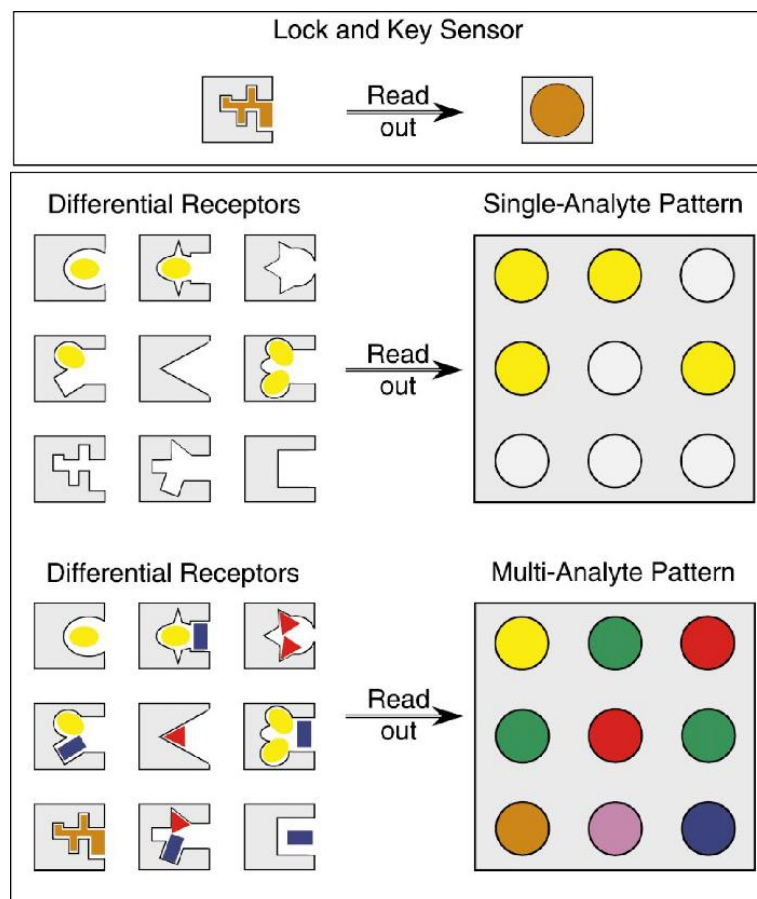 Lock and Key Sensor
Read
out
Differential Receptors
Single-Analyte Pattern
Read
out
Differential Receptors
Multi-Analyte Pattern
Read
out